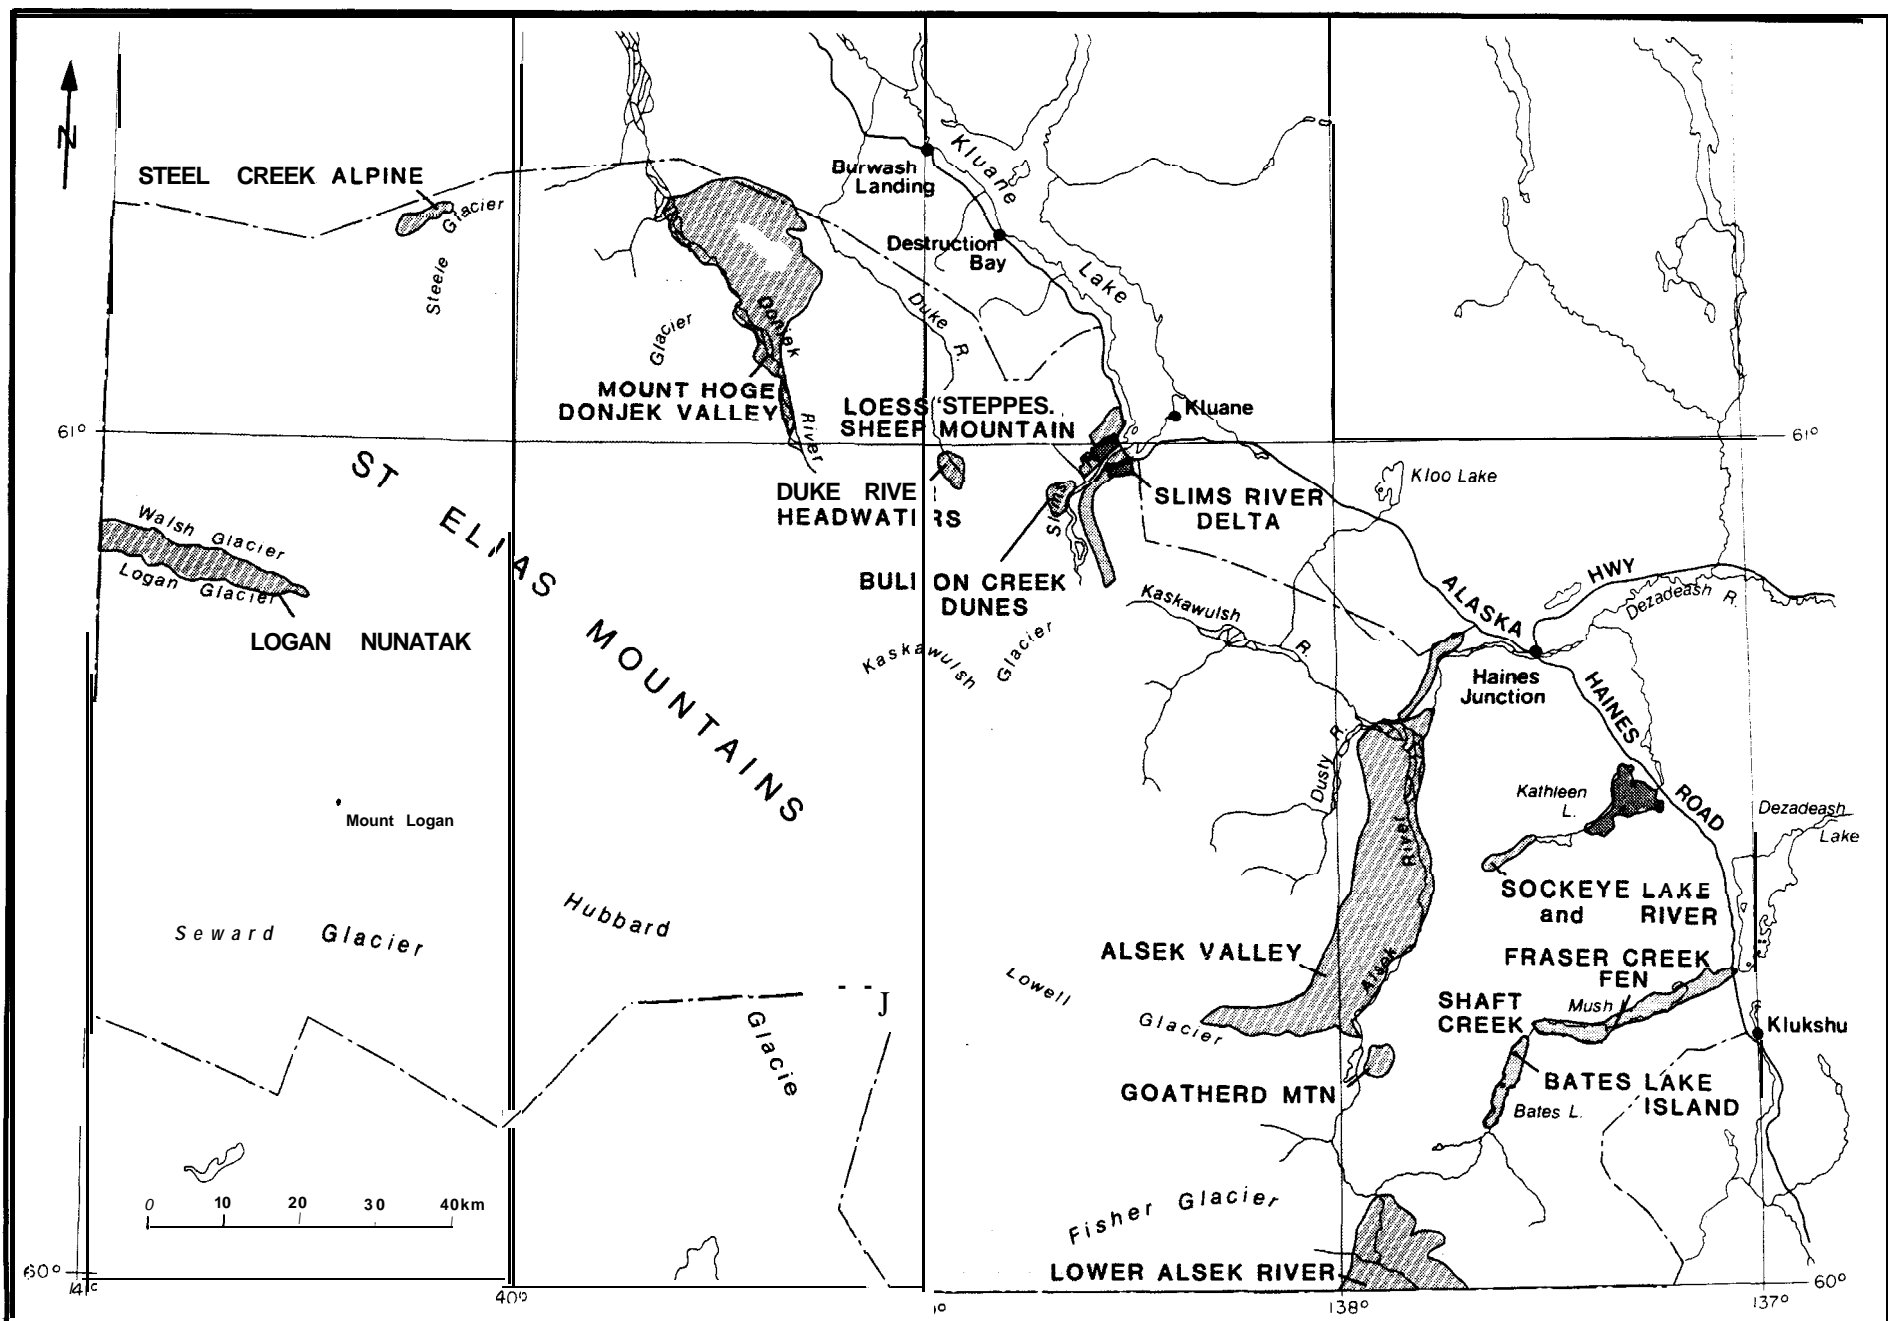 N
STEEL CREEK ALPINE
Steele Glacier
Burwash
Landing
Kluane
Lake
Destruction
Bay
Duke R.
Glacier
Donjek
River
MOUNT HOGE
DONJEK VALLEY
LOESS STEPPES.
SHEEP MOUNTAIN
Kluane
61°
61°
ST ELIAS MOUNTAINS
Kloo Lake
DUKE RIVE
HEADWATERS
Slims
SLIMS RIVER
DELTA
Walsh Glacier
Logan Glacier
LOGAN NUNATAK
BULLION CREEK
DUNES
Kaskawulsh R.
Kaskawulsh Glacier
ALASKA HWY
Dezadeash R.
Haines
Junction
HAINES ROAD
Dusty R.
Mount Logan
Kathleen
L.
Dezadeash
Lake
SOCKEYE LAKE
and RIVER
Alsek River
ALSEK VALLEY
Seward Glacier
Hubbard
Glacie
J
Lowell
Glacier
FRASER CREEK
FEN
SHAFT
CREEK
Mush
Klukshu
GOATHERD MTN
BATES LAKE
ISLAND
Bates L.
Fisher Glacier
LOWER ALSEK RIVER
0 10 20 30 40km
60°
60°
40°
138°
137°